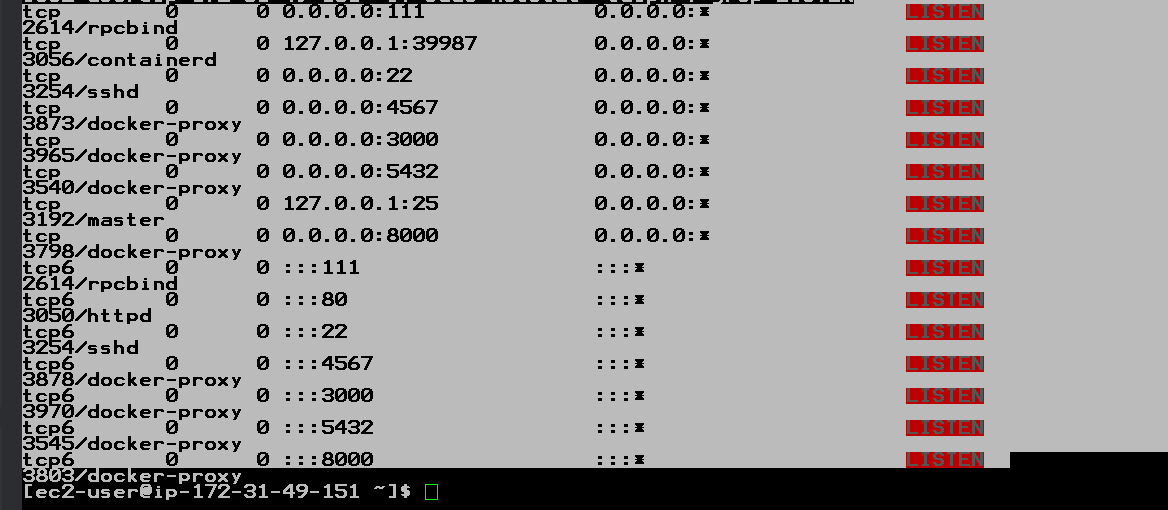 tcp 0 0 0.0.0.0:111 0.0.0.0:* LISTEN
2614/rpcbind
tcp 0 0 127.0.0.1:39987 0.0.0.0:* LISTEN
3056/containerd
tcp 0 0 0.0.0.0:22 0.0.0.0:* LISTEN
3254/sshd
tcp 0 0 0.0.0.0:4567 0.0.0.0:* LISTEN
3873/docker-proxy
tcp 0 0 0.0.0.0:3000 0.0.0.0:* LISTEN
3965/docker-proxy
tcp 0 0 0.0.0.0:5432 0.0.0.0:* LISTEN
3540/docker-proxy
tcp 0 0 127.0.0.1:25 0.0.0.0:* LISTEN
3192/master
tcp 0 0 0.0.0.0:8000 0.0.0.0:* LISTEN
3798/docker-proxy
tcp6 0 0 :::111 :::* LISTEN
2614/rpcbind
tcp6 0 0 :::80 :::* LISTEN
3050/httpd
tcp6 0 0 :::22 :::* LISTEN
3254/sshd
tcp6 0 0 :::4567 :::* LISTEN
3878/docker-proxy
tcp6 0 0 :::3000 :::* LISTEN
3970/docker-proxy
tcp6 0 0 :::5432 :::* LISTEN
3545/docker-proxy
tcp6 0 0 :::8000 :::* LISTEN
3803/docker-proxy
[ec2-user@ip-172-31-49-151 ~]$